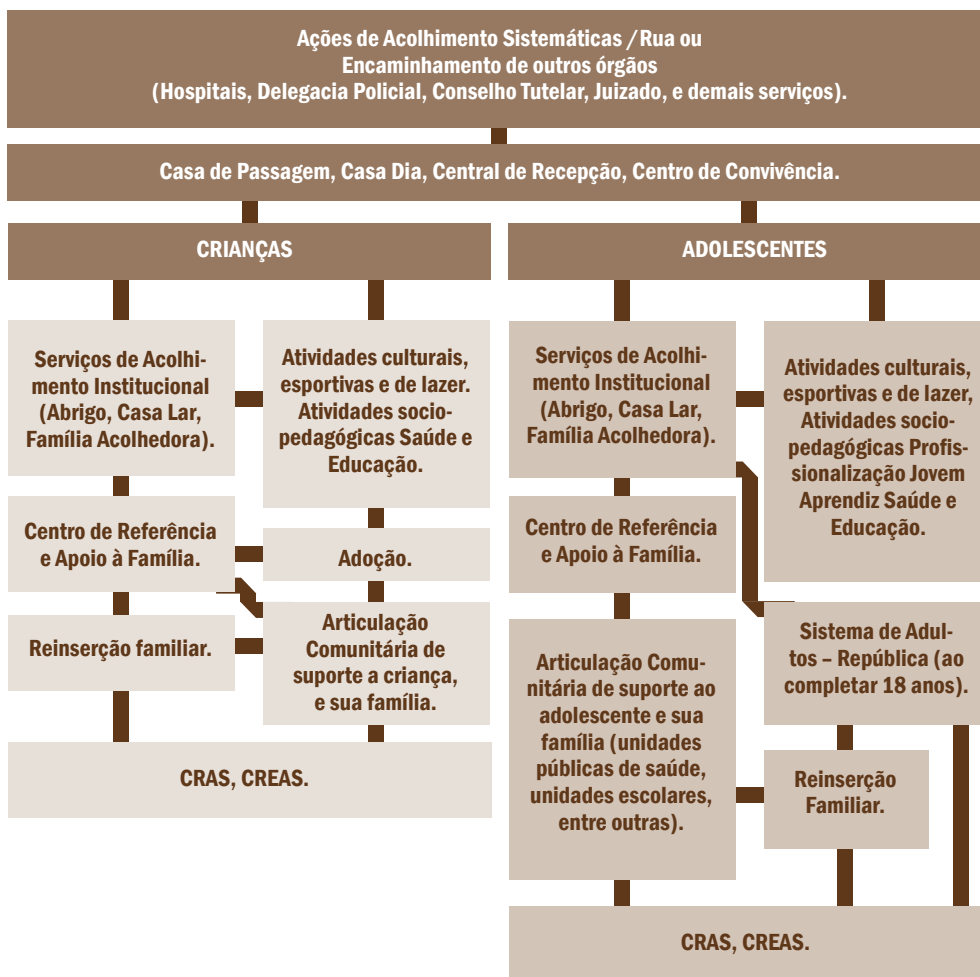 Ações de Acolhimento Sistemáticas /Rua ou
Encaminhamento de outros órgãos
(Hospitais, Delegacia Policial, Conselho Tutelar, Juizado, e demais serviços).
Casa de Passagem, Casa Dia, Central de Recepção, Centro de Convivência.
CRIANÇAS
Serviços de Acolhi-
mento Institucional
(Abrigo, Casa Lar,
Família Acolhedora).
Atividades culturais,
esportivas e de lazer.
Atividades socio-
pedagógicas Saúde e
Educação.
Centro de Referência
e Apoio à Família.
Adoção.
Reinserção familiar.
Articulação
Comunitária de
suporte a criança,
e sua família.
CRAS, CREAS.
ADOLESCENTES
Serviços de Acolhi-
mento Institucional
(Abrigo, Casa Lar,
Família Acolhedora).
Atividades culturais,
esportivas e de lazer,
Atividades socio-
pedagógicas Profis-
sionalização Jovem
Aprendiz Saúde e
Educação.
Centro de Referência
e Apoio à Família.
Sistema de Adul-
tos – República (ao
completar 18 anos).
Articulação Comu-
nitária de suporte ao
adolescente e sua
família (unidades
públicas de saúde,
unidades escolares,
entre outras).
Reinserção
Familiar.
CRAS, CREAS.